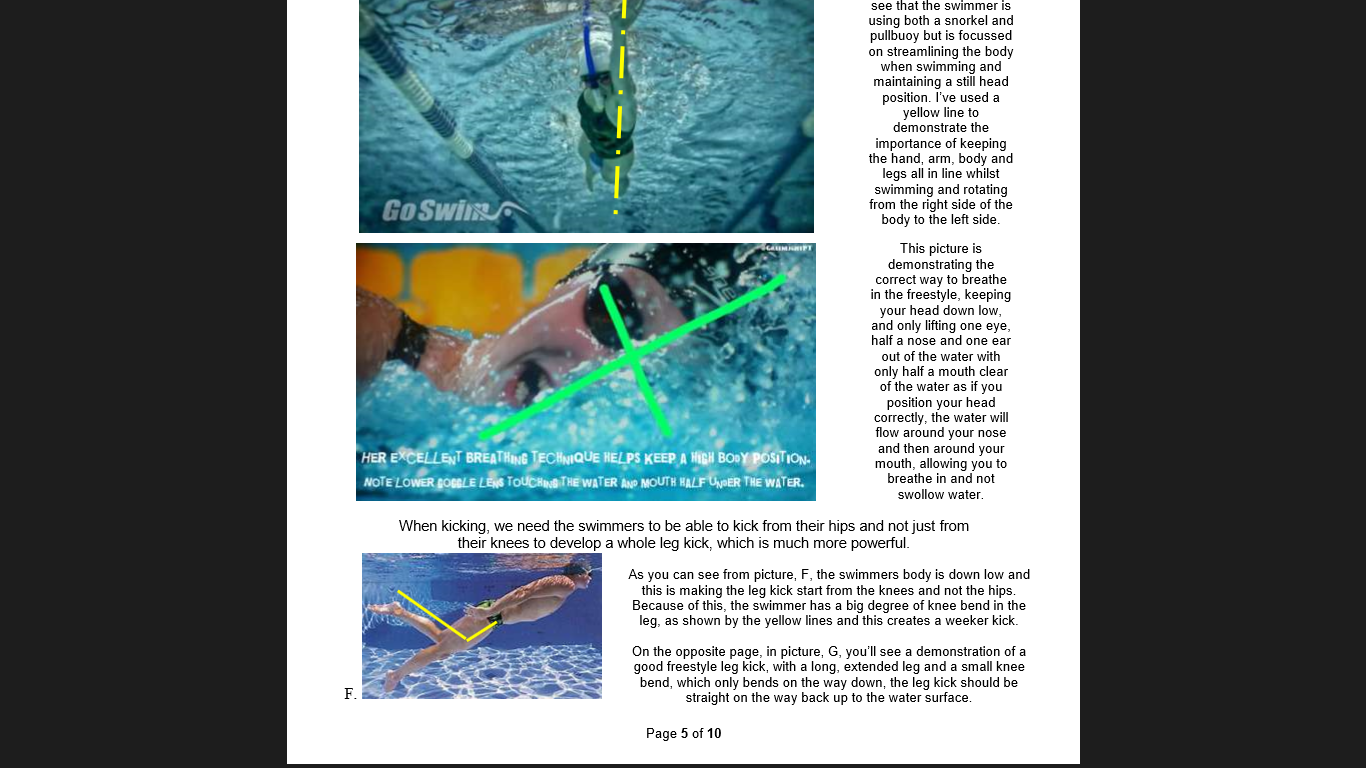 see that the swimmer is
using both a snorkel and
pullbuoy but is focussed
on streamlining the body
when swimming and
maintaining a still head
position. I've used a
yellow line to
demonstrate the
importance of keeping
the hand, arm, body and
legs all in line whilst
swimming and rotating
from the right side of the
body to the left side.
Go Swim
This picture is
demonstrating the
correct way to breathe
in the freestyle, keeping
your head down low,
and only lifting one eye,
half a nose and one ear
out of the water with
only half a mouth clear
of the water as if you
position your head
correctly, the water will
flow around your nose
and then around your
mouth, allowing you to
breathe in and not
swollow water.
HER EXCELLENT BREATHING TECHNIQUE HELPS KEEP A HIGH BODY POSITION.
NOTE LOWER GOGGLE LENS TOUCHING THE WATER AND MOUTH HALF UNDER THE WATER.
When kicking, we need the swimmers to be able to kick from their hips and not just from
their knees to develop a whole leg kick, which is much more powerful.
As you can see from picture, F, the swimmers body is down low and
this is making the leg kick start from the knees and not the hips.
Because of this, the swimmer has a big degree of knee bend in the
leg, as shown by the yellow lines and this creates a weeker kick.
On the opposite page, in picture, G, you'll see a demonstration of a
good freestyle leg kick, with a long, extended leg and a small knee
bend, which only bends on the way down, the leg kick should be
straight on the way back up to the water surface.
F.
Page 5 of 10